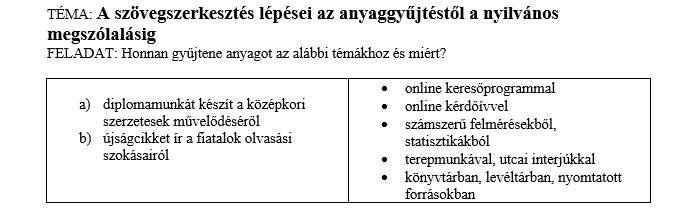 TÉMA: A szövegszerkesztés lépései az anyaggyűjtéstől a nyilvános
megszólalásig
FELADAT: Honnan gyűjtene anyagot az alábbi témákhoz és miért?
a) diplomamunkát készít a középkori
szerzetesek művelődéséről
b) újságcikket ír a fiatalok olvasási
szokásairól
• online keresőprogrammal
• online kérdőívvel
• számszerű felmérésekből,
statisztikákból
• terepmunkával, utcai interjúkkal
• könyvtárban, levéltárban, nyomtatott
forrásokban